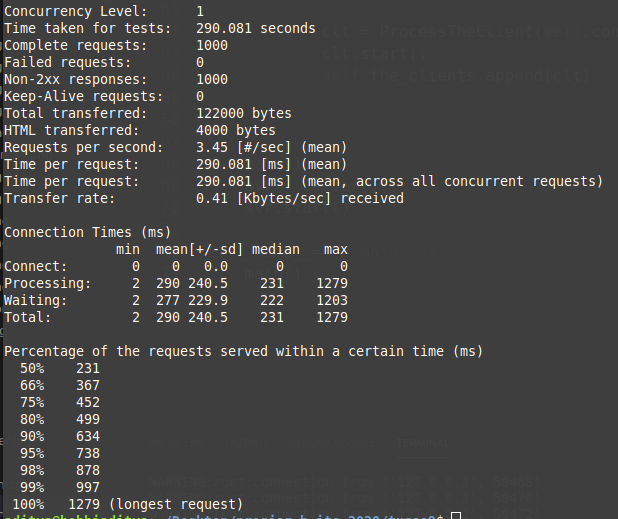 Concurrency Level:      1
Time taken for tests:   290.081 seconds
Complete requests:      1000
Failed requests:        0
Non-2xx responses:      1000
Keep-Alive requests:    0
Total transferred:      122000 bytes
HTML transferred:       4000 bytes
Requests per second:    3.45 [#/sec] (mean)
Time per request:       290.081 [ms] (mean)
Time per request:       290.081 [ms] (mean, across all concurrent requests)
Transfer rate:          0.41 [Kbytes/sec] received
Connection Times (ms)
              min  mean[+/-sd] median   max
Connect:        0    0   0.0      0       0
Processing:     2  290 240.5    231    1279
Waiting:        2  277 229.9    222    1203
Total:          2  290 240.5    231    1279
Percentage of the requests served within a certain time (ms)
  50%    231
  66%    367
  75%    452
  80%    499
  90%    634
  95%    738
  98%    878
  99%    997
 100%   1279 (longest request)